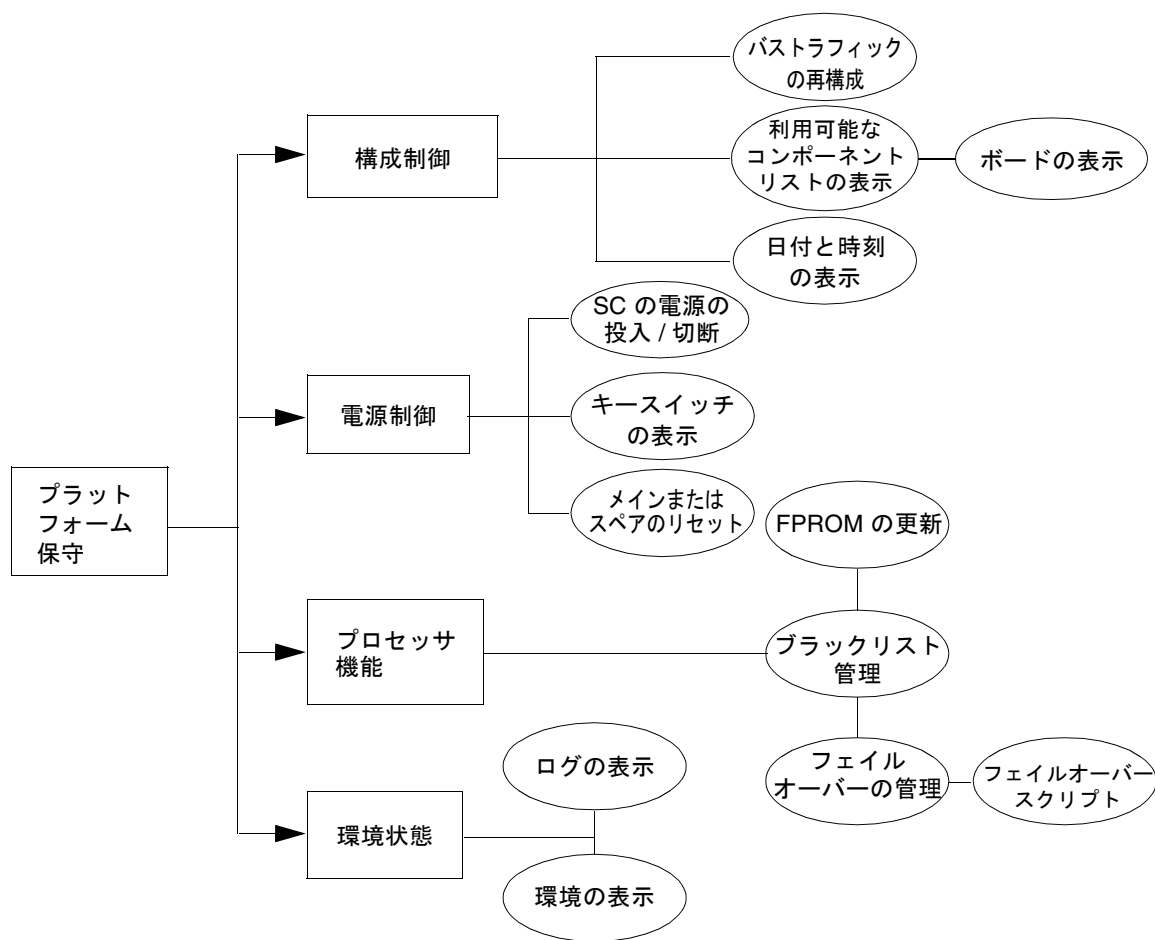 バストラフィック
の再構成
構成制御
利用可能な
コンポーネント
リストの表示
ボードの表示
日付と時刻
の表示
SC の電源の
投入 / 切断
電源制御
キースイッチ
の表示
メインまたは
スペアのリセット
プラット
フォーム
保守
FPROM の更新
プロセッサ
機能
ブラックリスト
管理
フェイル
オーバーの管理
フェイルオーバー
スクリプト
ログの表示
環境状態
環境の表示